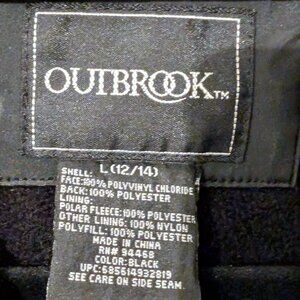 OUTBROOK™
SHELL: L (12/14)
FACE:100% POLYVINYL CHLORIDE
BACK: 100% POLYESTER
LINING:
POLAR FLEECE: 100% POLYESTER
OTHER LINING: 100% NYLON
POLYFILL: 100% POLYESTER
MADE IN CHINA
RN# 94468
COLOR: BLACK
UPC: 685614932819
SEE CARE ON SIDE SEAM.